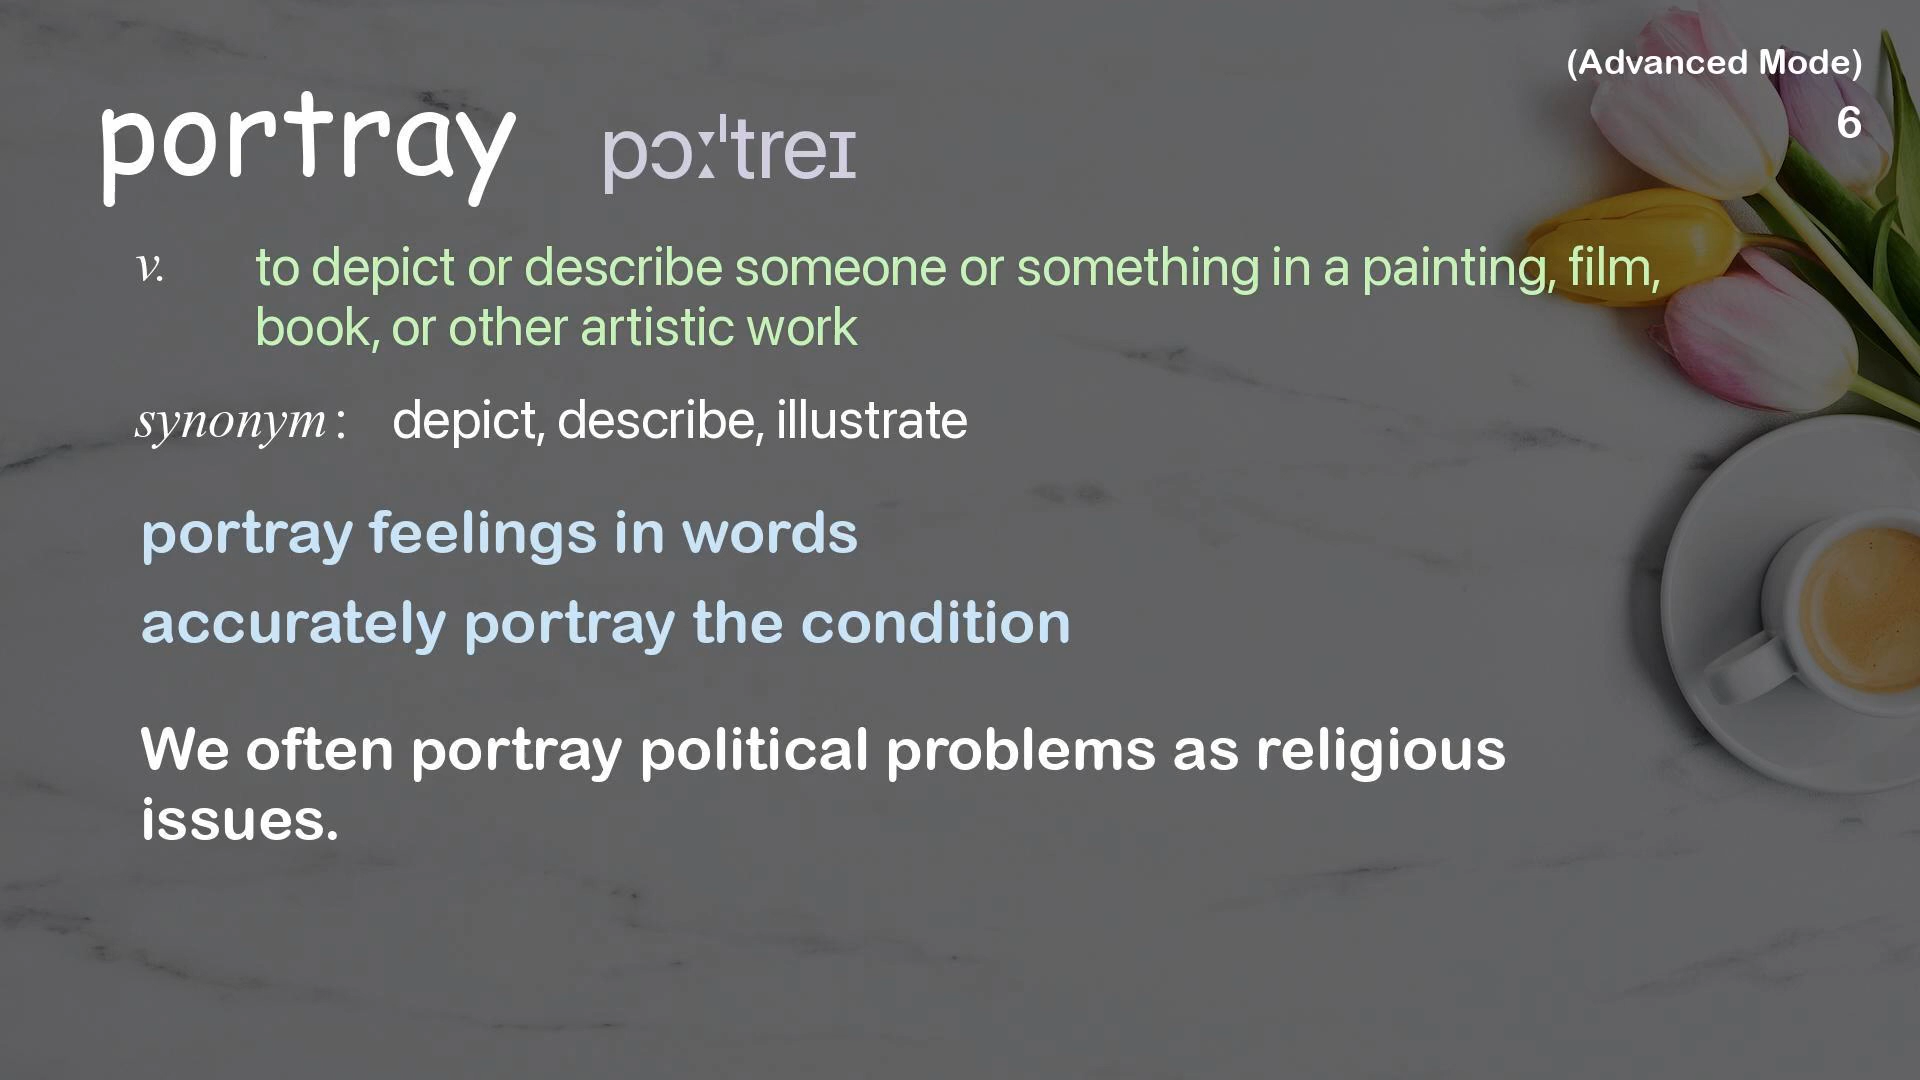 (Advanced Mode)
6
portray pɔːˈtreɪ
v. to depict or describe someone or something in a painting, film,
book, or other artistic work
synonym: depict, describe, illustrate
portray feelings in words
accurately portray the condition
We often portray political problems as religious
issues.